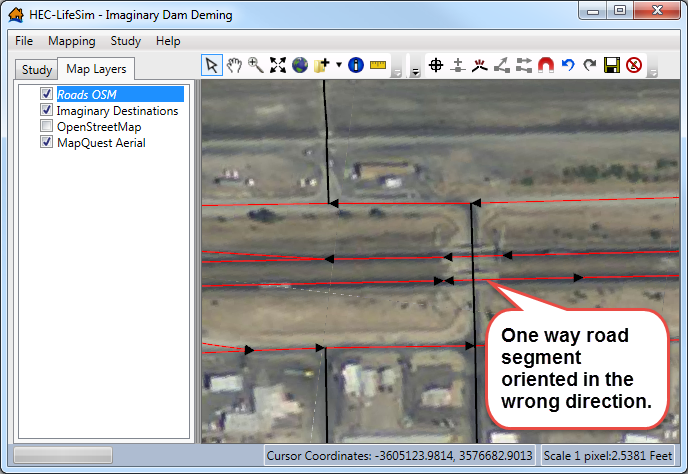 HEC-LifeSim - Imaginary Dam Deming
File Mapping Study Help
Study Map Layers
Roads OSM
Imaginary Destinations
OpenStreetMap
MapQuest Aerial
One way road
segment
oriented in the
wrong direction.
Cursor Coordinates: -3605123.9814, 3576682.9013 Scale 1 pixel:2.5381 Feet